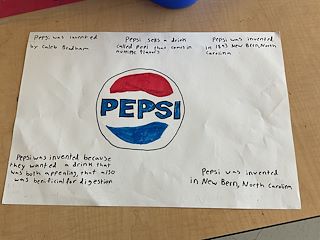 Pepsi was invented
by Caleb Bradham
Pepsi sells a drink
called Pepsi that comes in
multiple flavors
Pepsi was invented
in 1893 New Bern, North
Carolina
PEPSI
Pepsi was invented because
they wanted a drink that
was both appealing, that also
was benificial for digestion
Pepsi was invented
in New Bern, North Carolina